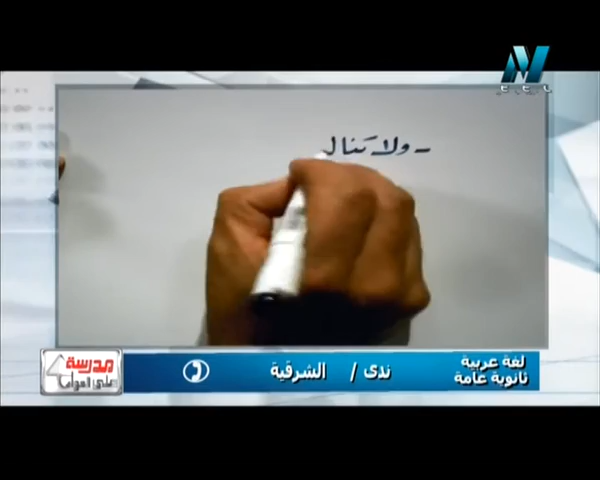 - ولا تنال
لغة عربية
ثانوية عامة
ندى / الشرقية
مدرسة
على الهواء